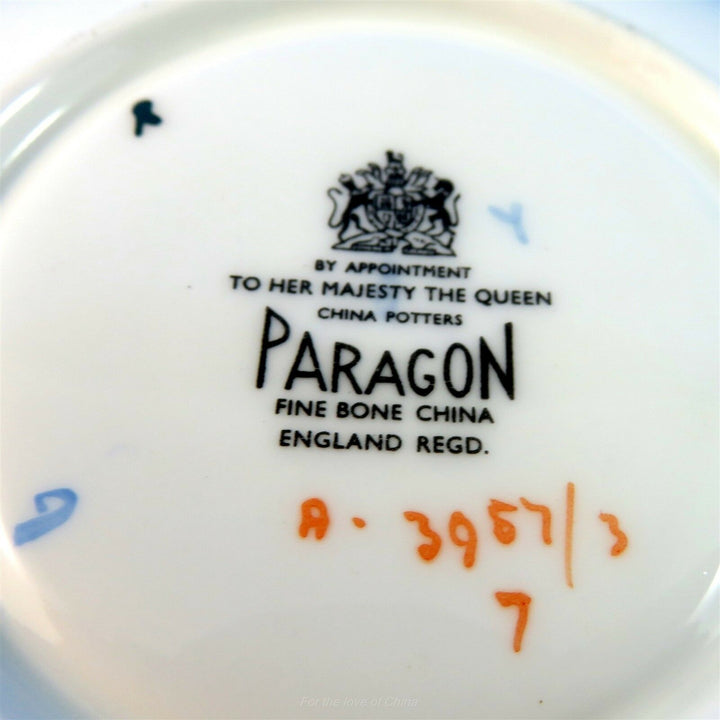 R
Y
BY APPOINTMENT
TO HER MAJESTY THE QUEEN
CHINA POTTERS
PARAGON
FINE BONE CHINA
ENGLAND REGD.
D
A. 3957/3
7
For the love of China